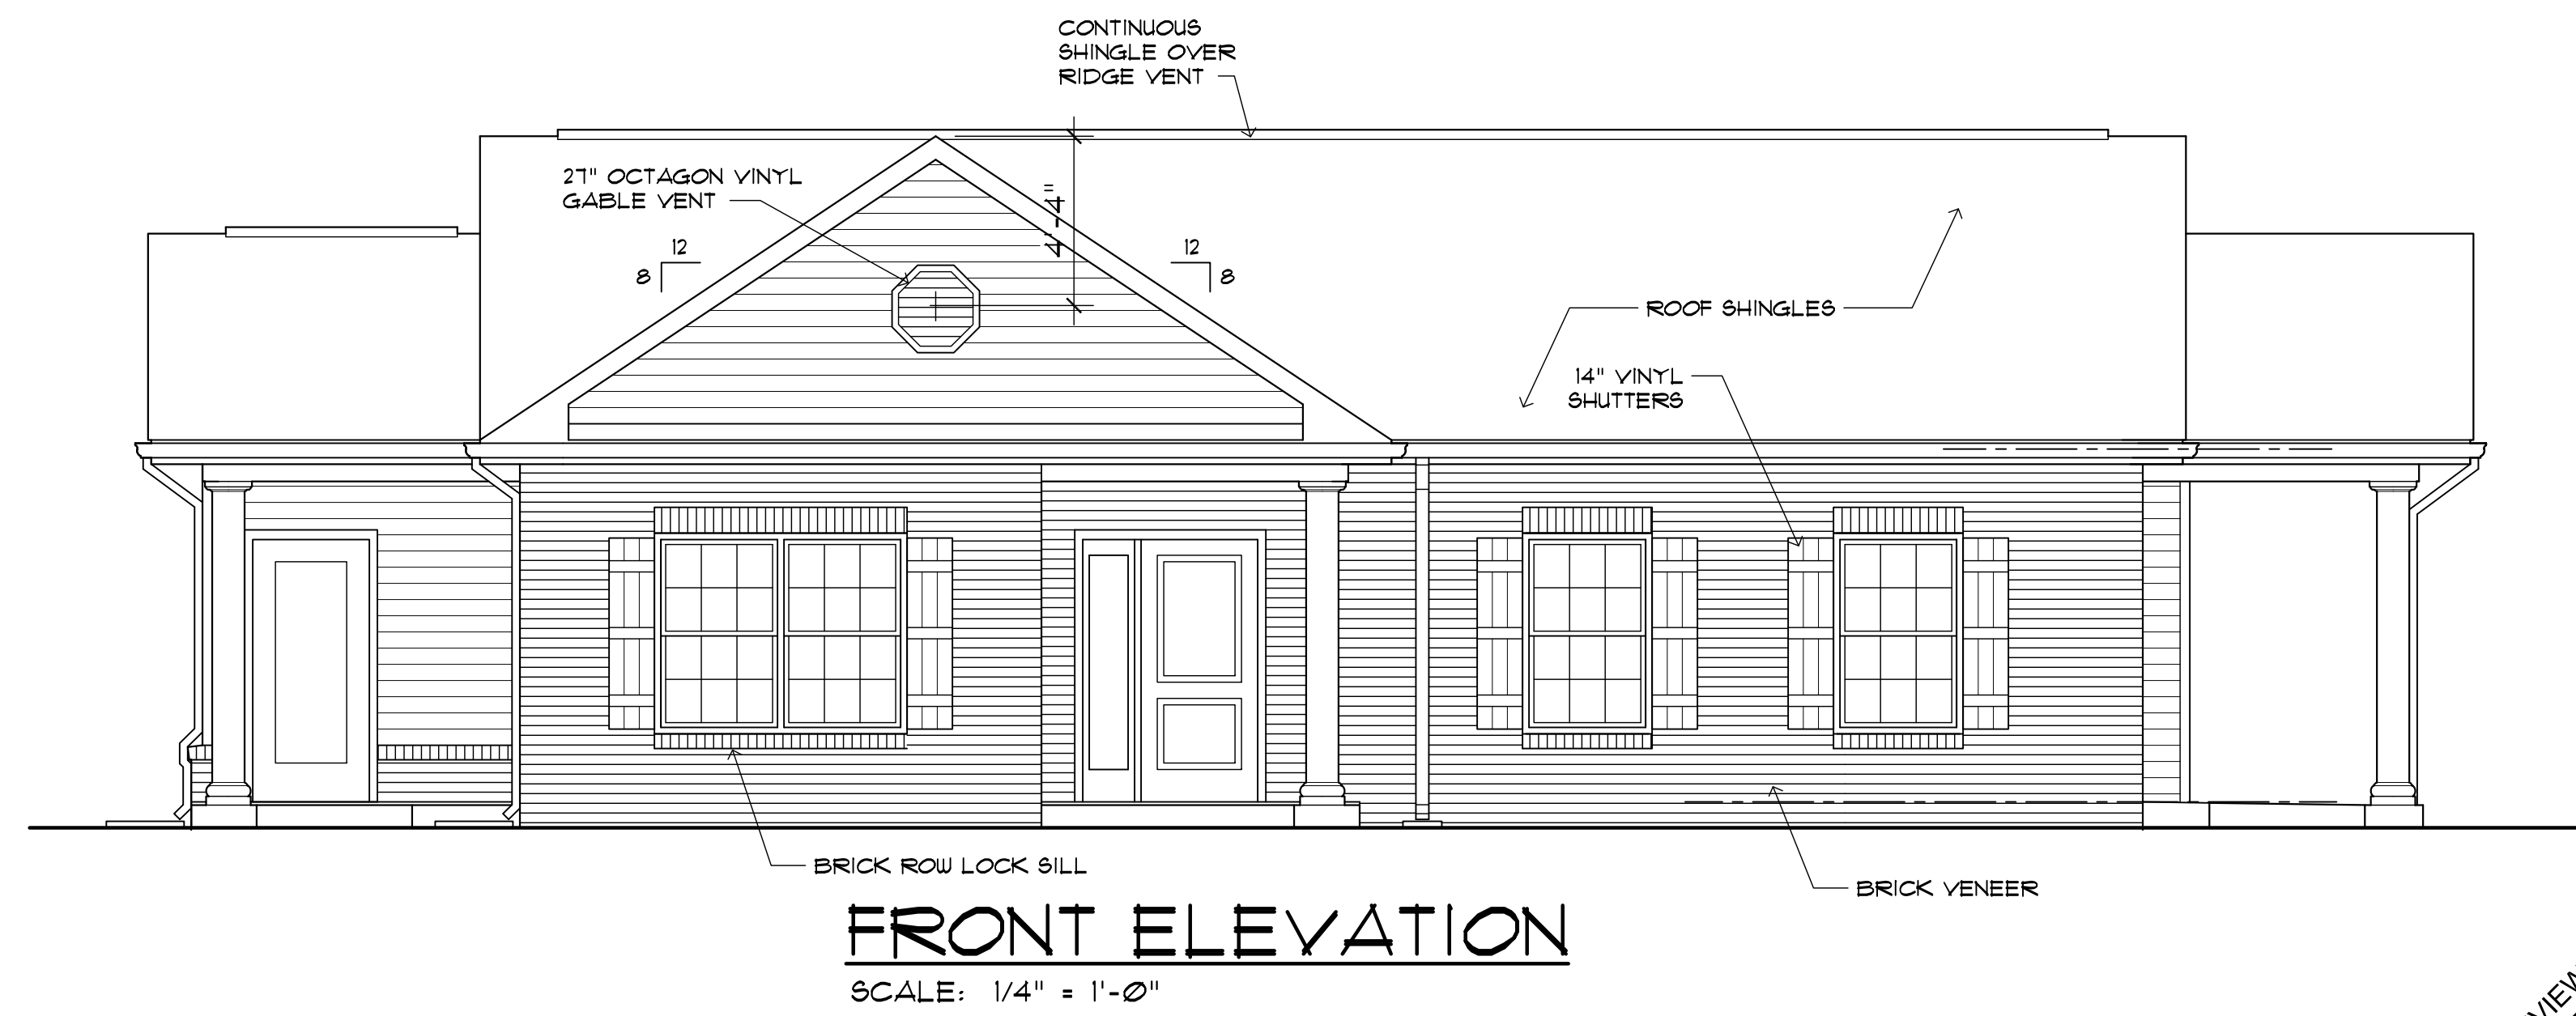 CONTINUOUS
SHINGLE OVER
RIDGE VENT
27" OCTAGON VINYL
GABLE VENT
4'-4"
12
8
12
8
ROOF SHINGLES
14" VINYL
SHUTTERS
BRICK ROW LOCK SILL
BRICK VENEER
FRONT ELEVATION
SCALE: 1/4" = 1'-0"